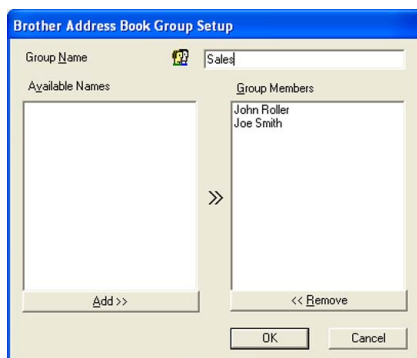 Brother Address Book Group Setup
Group Name Sales
Available Names
Group Members
John Roller
Joe Smith
>>
Add >>
<< Remove
OK Cancel